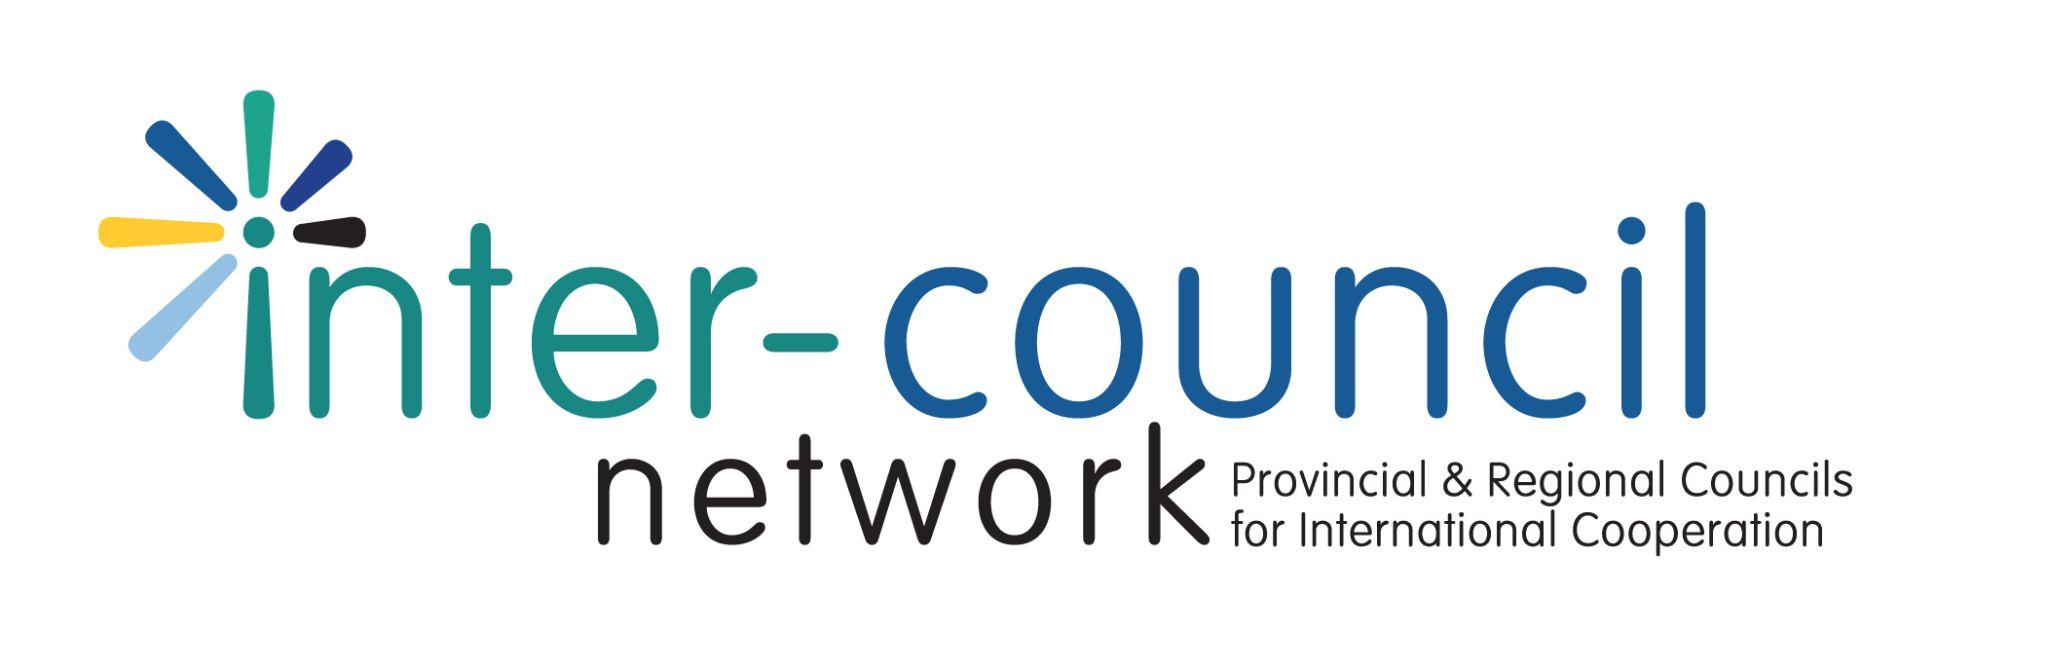 inter-council
network
Provincial & Regional Councils
for International Cooperation